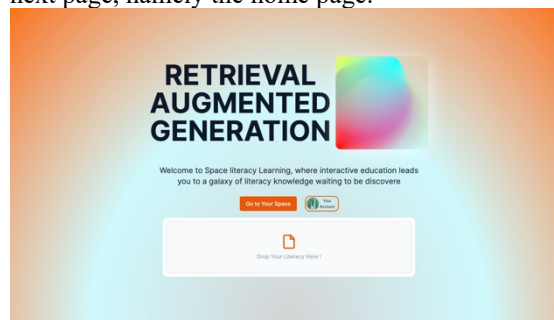 next page, namely the home page.
RETRIEVAL
AUGMENTED
GENERATION
Welcome to Space literacy Learning, where interactive education leads
you to a galaxy of literacy knowledge waiting to be discovere
Go to Your Space
Your
Account
Drop Your Literacy Here !